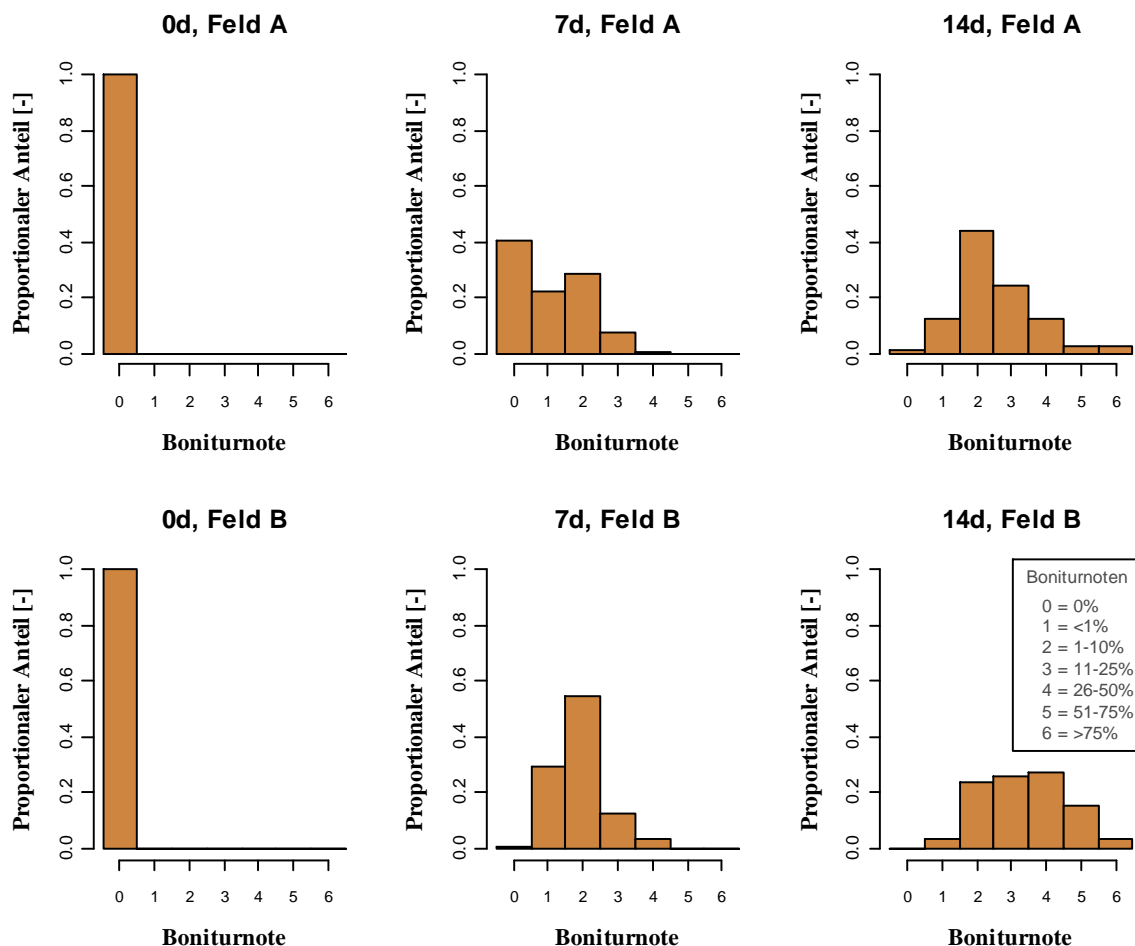 0d, Feld A
Proportionaler Anteil [-]
1.0
0.8
0.6
0.4
0.2
0.0
0 1 2 3 4 5 6
Boniturnote
7d, Feld A
Proportionaler Anteil [-]
1.0
0.8
0.6
0.4
0.2
0.0
0 1 2 3 4 5 6
Boniturnote
14d, Feld A
Proportionaler Anteil [-]
1.0
0.8
0.6
0.4
0.2
0.0
0 1 2 3 4 5 6
Boniturnote
0d, Feld B
Proportionaler Anteil [-]
1.0
0.8
0.6
0.4
0.2
0.0
0 1 2 3 4 5 6
Boniturnote
7d, Feld B
Proportionaler Anteil [-]
1.0
0.8
0.6
0.4
0.2
0.0
0 1 2 3 4 5 6
Boniturnote
14d, Feld B
Proportionaler Anteil [-]
1.0
0.8
0.6
0.4
0.2
0.0
0 1 2 3 4 5 6
Boniturnote
Boniturnoten
0 = 0%
1 = <1%
2 = 1-10%
3 = 11-25%
4 = 26-50%
5 = 51-75%
6 = >75%